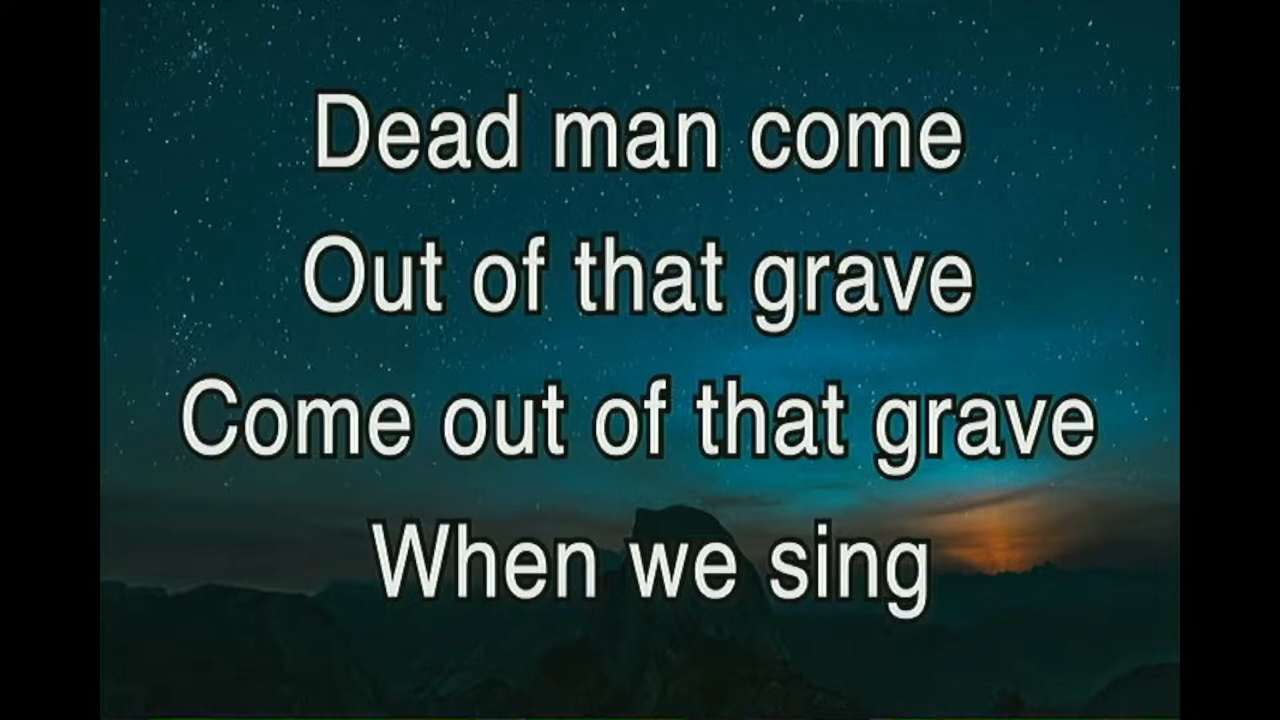 Dead man come
Out of that grave
Come out of that grave
When we sing